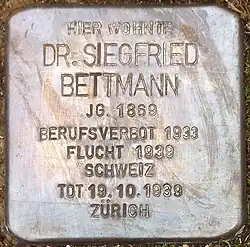 HIER WOHNTE
DR. SIEGFRIED
BETTMANN
JG. 1869
BERUFSVERBOT 1933
FLUCHT 1939
SCHWEIZ
TOT 19.10.1939
ZÜRICH